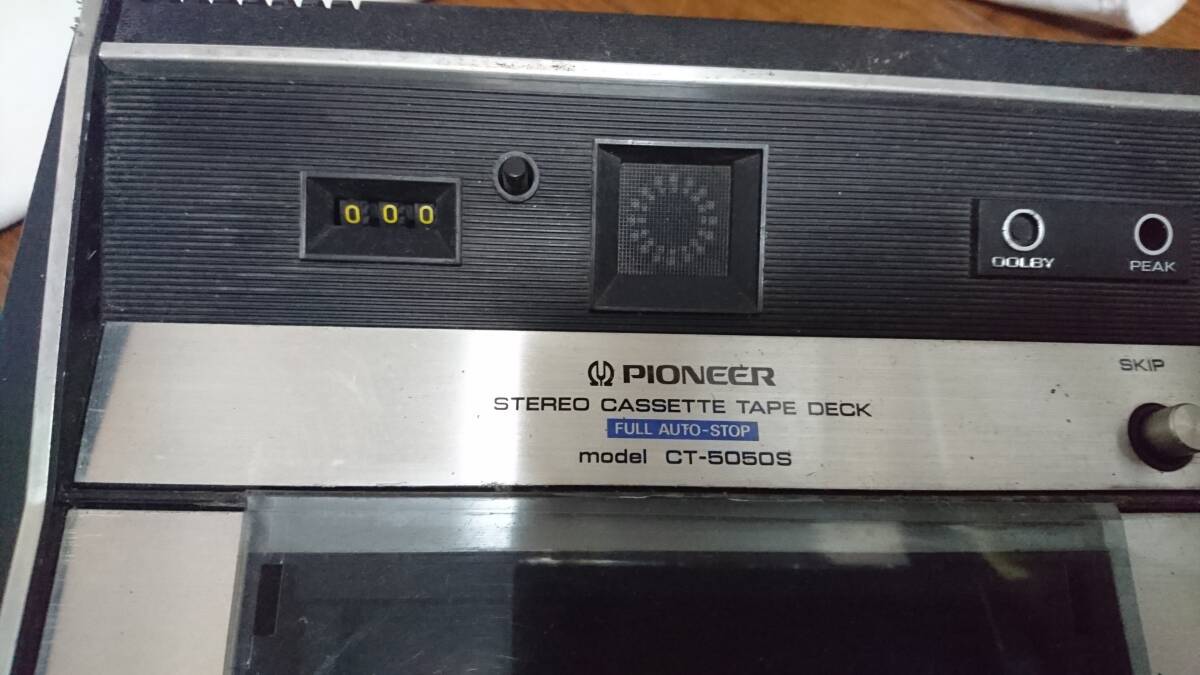 000
DOLBY
PEAK
SKIP
PIONEER
STEREO CASSETTE TAPE DECK
FULL AUTO-STOP
model CT-5050S